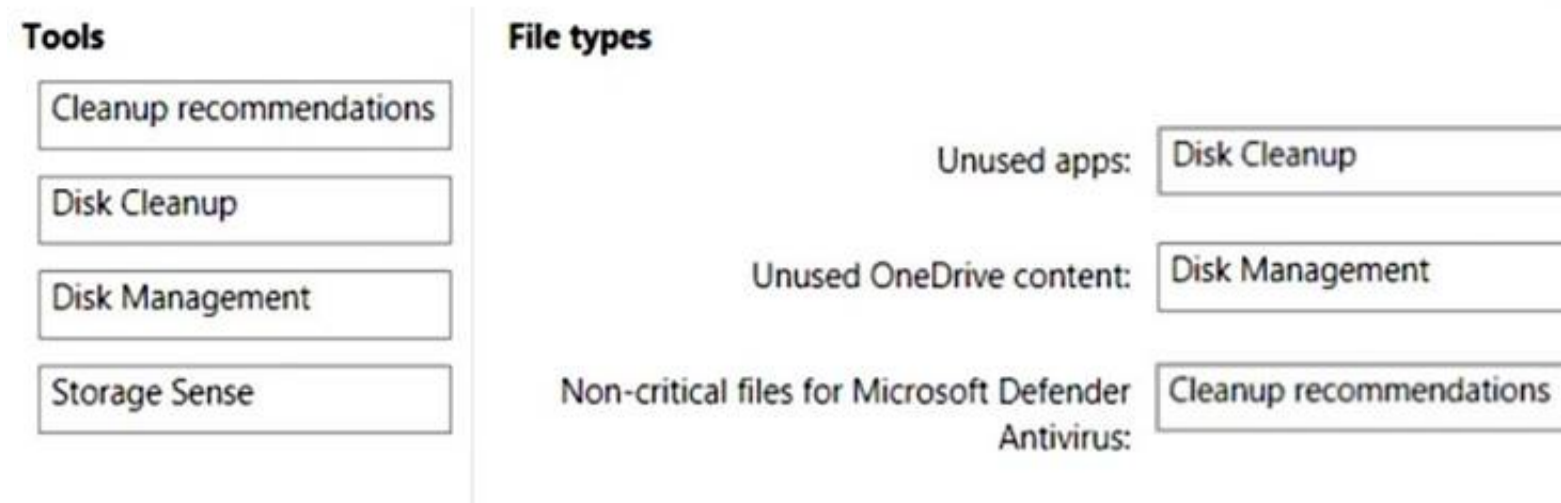 Tools
Cleanup recommendations
Disk Cleanup
Disk Management
Storage Sense
File types
Unused apps:
Disk Cleanup
Unused OneDrive content:
Disk Management
Non-critical files for Microsoft Defender
Antivirus:
Cleanup recommendations